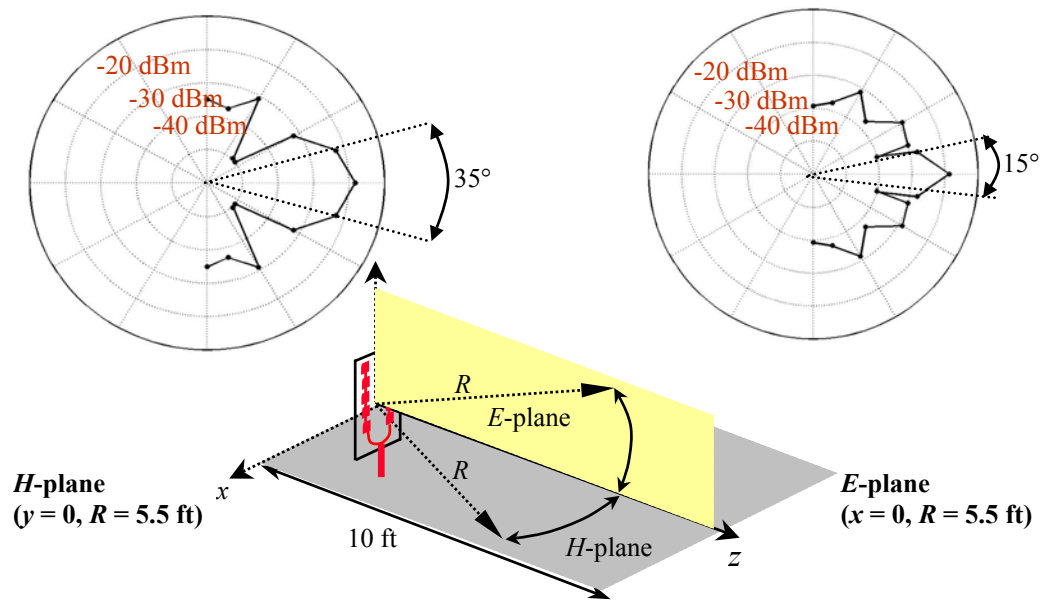 -20 dBm
-30 dBm
-40 dBm
35°
-20 dBm
-30 dBm
-40 dBm
15°
R
E-plane
R
H-plane
(y = 0, R = 5.5 ft)
x
10 ft
H-plane
z
E-plane
(x = 0, R = 5.5 ft)